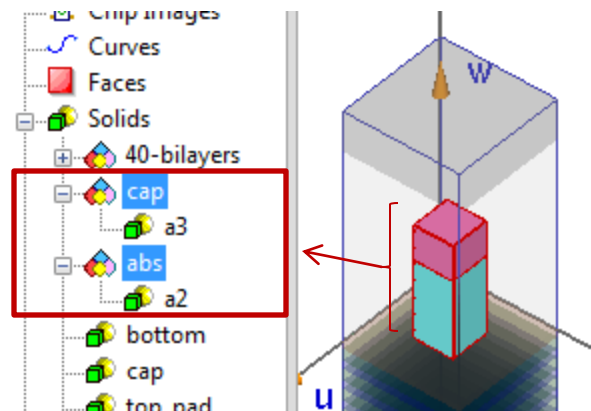 Chip Images
Curves
Faces
Solids
40-bilayers
cap
a3
abs
a2
bottom
cap
top_pad
w
u